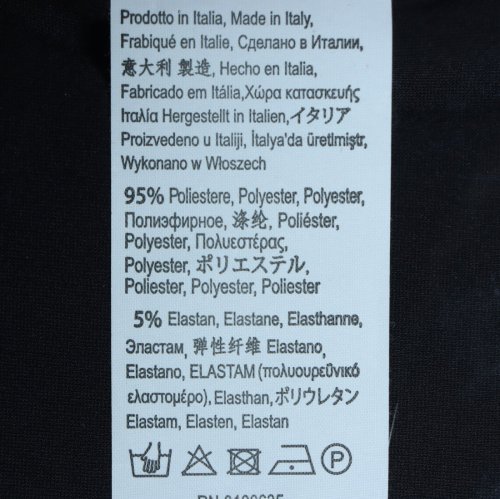 Prodotto in Italia, Made in Italy,
Frabiqué en Italie, Сделано в Италии,
意大利 製造, Hecho en Italia,
Fabricado em Itália,Χώρα κατασκευής
Ιταλία Hergestellt in Italien,イタリア
Proizvedeno u Italiji, İtalya'da üretlmiştr,
Wykonano w Włoszech
95% Poliestere, Polyester, Polyester,
Полиэфирное, 涤纶, Poliéster,
Polyester, Πολυεστέρας,
Polyester, ポリエステル,
Poliester, Polyester, Poliester
5% Elastan, Elastane, Elasthanne,
Эластам, 弹性纤维 Elastano,
Elastano, ELASTAM (πολυουρεΰνικό
ελαστομέρο), Elasthan,ポリウレタン
Elastam, Elasten, Elastan
P